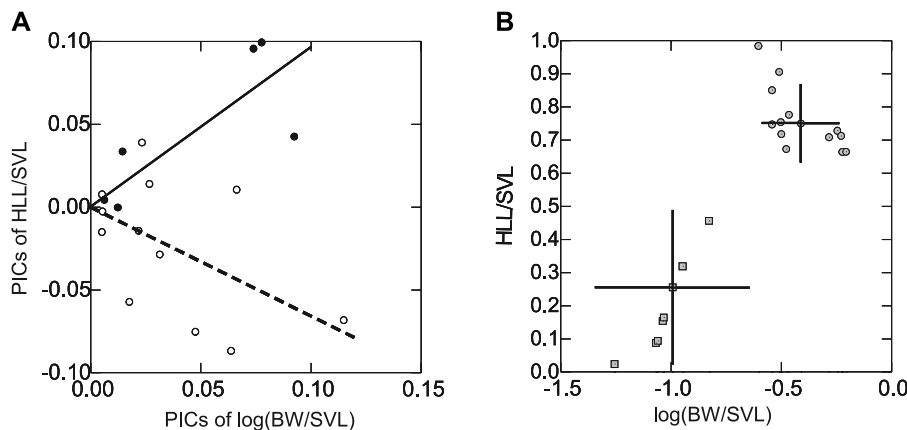 A
B
PICs of HLL/SVL
0.10
0.05
0.00
-0.05
-0.10
0.00 0.05 0.10 0.15
PICs of log(BW/SVL)
HLL/SVL
1.0
0.9
0.8
0.7
0.6
0.5
0.4
0.3
0.2
0.1
0.0
-1.5 -1.0 -0.5 0.0
log(BW/SVL)